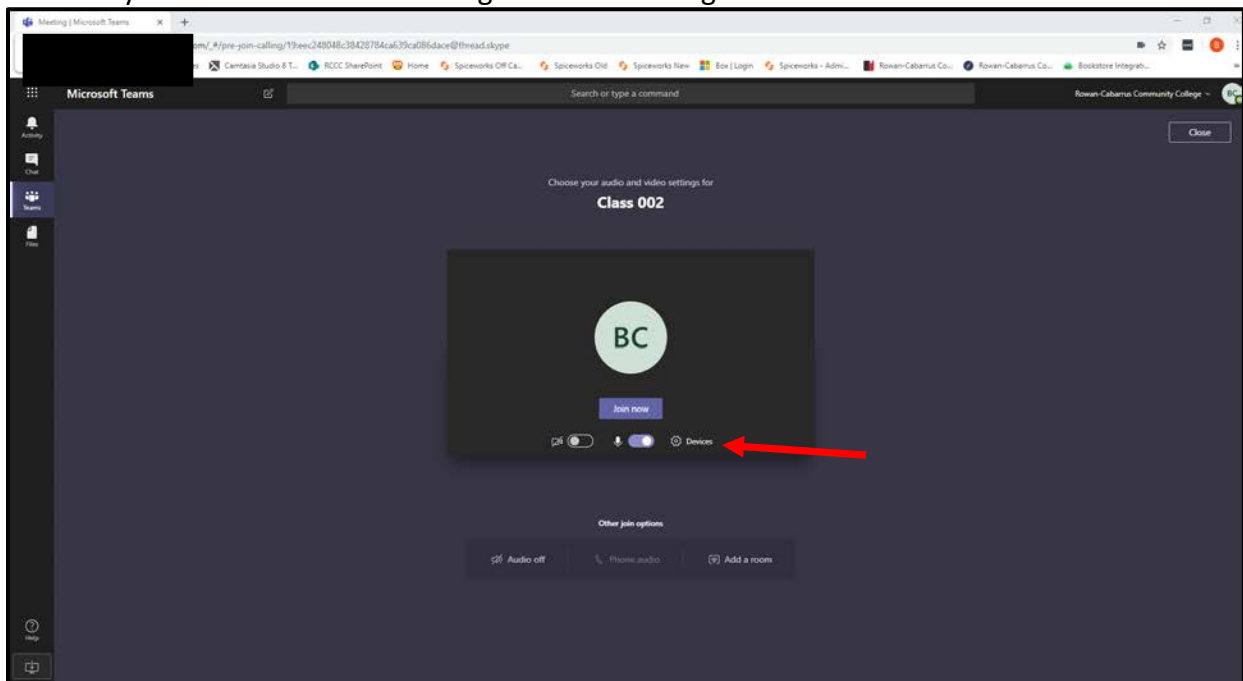 Meeting | Microsoft Teams
om/_#/pre-join-calling/19:eec248048c38428784ca639ca086dace@thread.skype
Camtasia Studio 8 T... RCCC SharePoint Home Spiceworks Off Ca... Spiceworks Old Spiceworks New Box | Login Spiceworks - Admi... Rowan-Cabarrus Co... Rowan-Cabarrus Co... Bookstore Integrati...
Microsoft Teams
Search or type a command
Rowan-Cabarrus Community College
BC
Activity
Chat
Teams
Files
Close
Choose your audio and video settings for
Class 002
BC
Join now
Devices
Other join options
Audio off Phone audio Add a room
Help